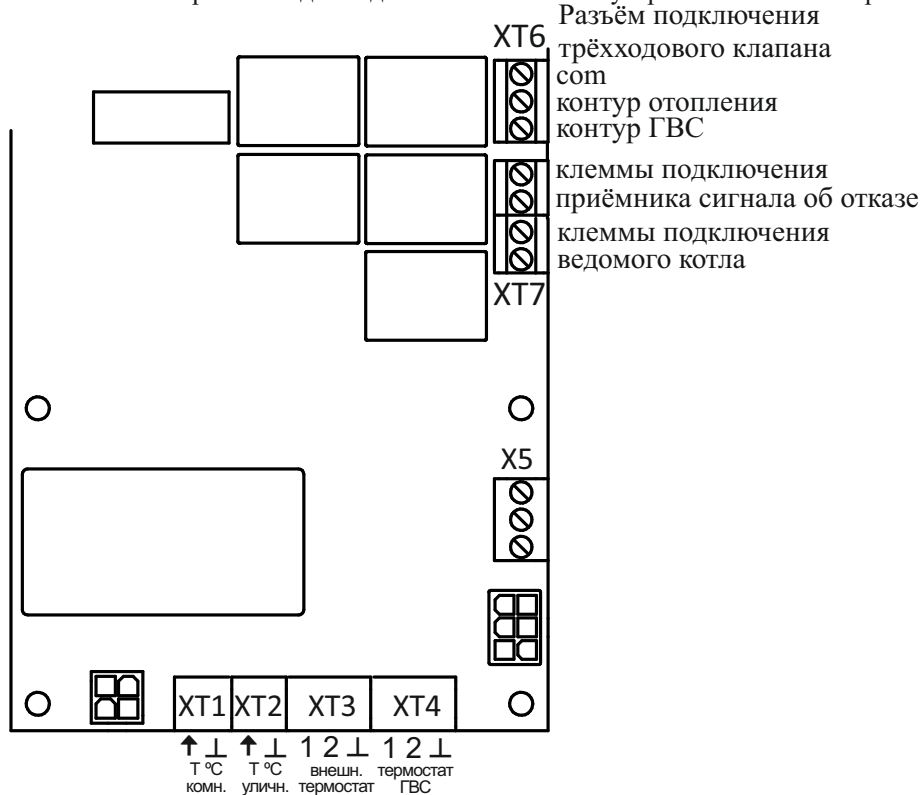 Разъём подключения
XT6
трёхходового клапана
com
контур отопления
контур ГВС
клеммы подключения
приёмника сигнала об отказе
клеммы подключения
ведомого котла
XT7
X5
XT1 XT2 XT3 XT4
↑ ⊥ ↑ ⊥ 1 2 ⊥ 1 2 ⊥
T ºC T ºC внешн. термостат
комн. уличн. термостат ГВС